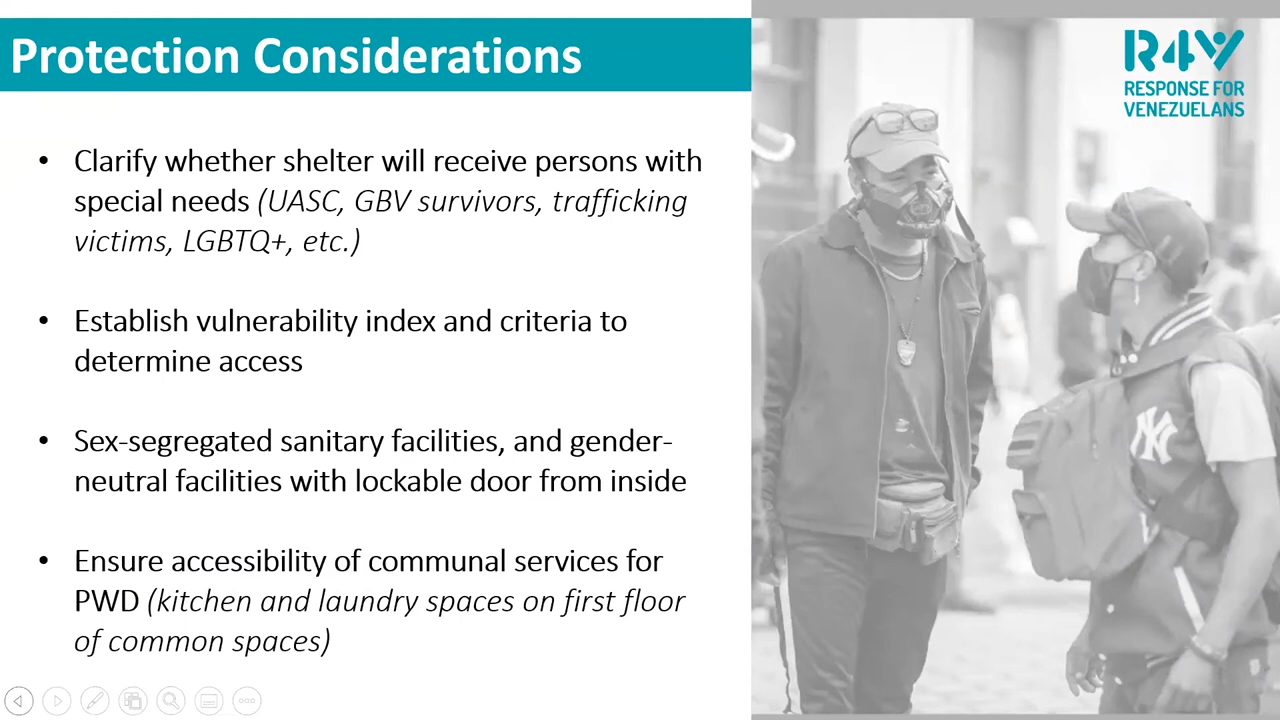 Protection Considerations
R4V
RESPONSE FOR
VENEZUELANS
• Clarify whether shelter will receive persons with
special needs (UASC, GBV survivors, trafficking
victims, LGBTQ+, etc.)
• Establish vulnerability index and criteria to
determine access
• Sex-segregated sanitary facilities, and gender-
neutral facilities with lockable door from inside
• Ensure accessibility of communal services for
PWD (kitchen and laundry spaces on first floor
of common spaces)
NY